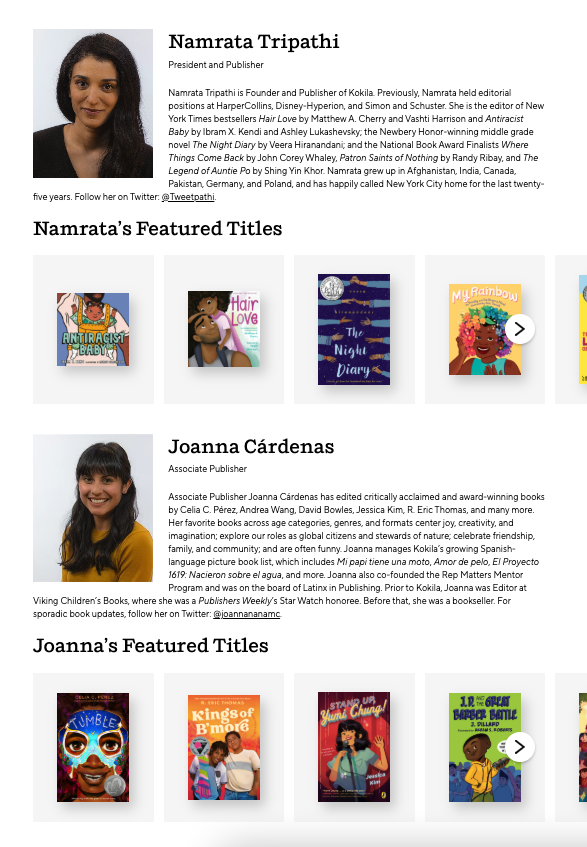 Namrata Tripathi
President and Publisher
Namrata Tripathi is Founder and Publisher of Kokila. Previously, Namrata held editorial
positions at HarperCollins, Disney-Hyperion, and Simon and Schuster. She is the editor of New
York Times bestsellers Hair Love by Matthew A. Cherry and Vashti Harrison and Antiracist
Baby by Ibram X. Kendi and Ashley Lukashevsky; the Newbery Honor-winning middle grade
novel The Night Diary by Veera Hiranandani; and the National Book Award Finalists Where
Things Come Back by John Corey Whaley, Patron Saints of Nothing by Randy Ribay, and The
Legend of Auntie Po by Shing Yin Khor. Namrata grew up in Afghanistan, India, Canada,
Pakistan, Germany, and Poland, and has happily called New York City home for the last twenty-
five years. Follow her on Twitter: @Tweetpathi.
Namrata's Featured Titles
ANTIRACIST
BABY
Hair
LOVE
The
Night
Diary
My Rainbow
Joanna Cárdenas
Associate Publisher
Associate Publisher Joanna Cárdenas has edited critically acclaimed and award-winning books
by Celia C. Pérez, Andrea Wang, David Bowles, Jessica Kim, R. Eric Thomas, and many more.
Her favorite books across age categories, genres, and formats center joy, creativity, and
imagination; explore our roles as global citizens and stewards of nature; celebrate friendship,
family, and community; and are often funny. Joanna manages Kokila's growing Spanish-
language picture book list, which includes Mi papi tiene una moto, Amor de pelo, El Proyecto
1619: Nacieron sobre el agua, and more. Joanna also co-founded the Rep Matters Mentor
Program and was on the board of Latinx in Publishing. Prior to Kokila, Joanna was Editor at
Viking Children's Books, where she was a Publishers Weekly's Star Watch honoree. Before that, she was a bookseller. For
sporadic book updates, follow her on Twitter: @joannananamc.
Joanna's Featured Titles
CELIA C. PÉREZ
TUMBLE
R. ERIC THOMAS
Kings of
B'more
STAND UP,
Yumi Chung!
Jessica
Kim
J.D. AND THE GREAT
BARBER BATTLE
J. DILLARD